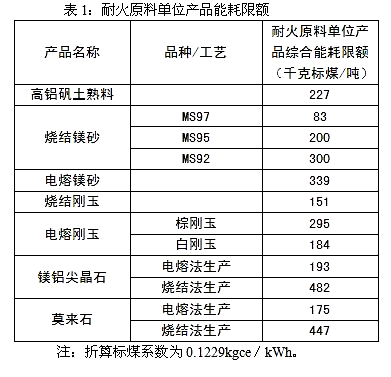 表1：耐火原料单位产品能耗限额
产品名称 品种/工艺 耐火原料单位产品综合能耗限额（千克标煤/吨）
高铝矾土熟料 227
烧结镁砂 MS97 83
MS95 200
MS92 300
电熔镁砂 339
烧结刚玉 151
电熔刚玉 棕刚玉 295
白刚玉 184
镁铝尖晶石 电熔法生产 193
烧结法生产 482
莫来石 电熔法生产 175
烧结法生产 447
注：折算标煤系数为0.1229kgce／kWh。